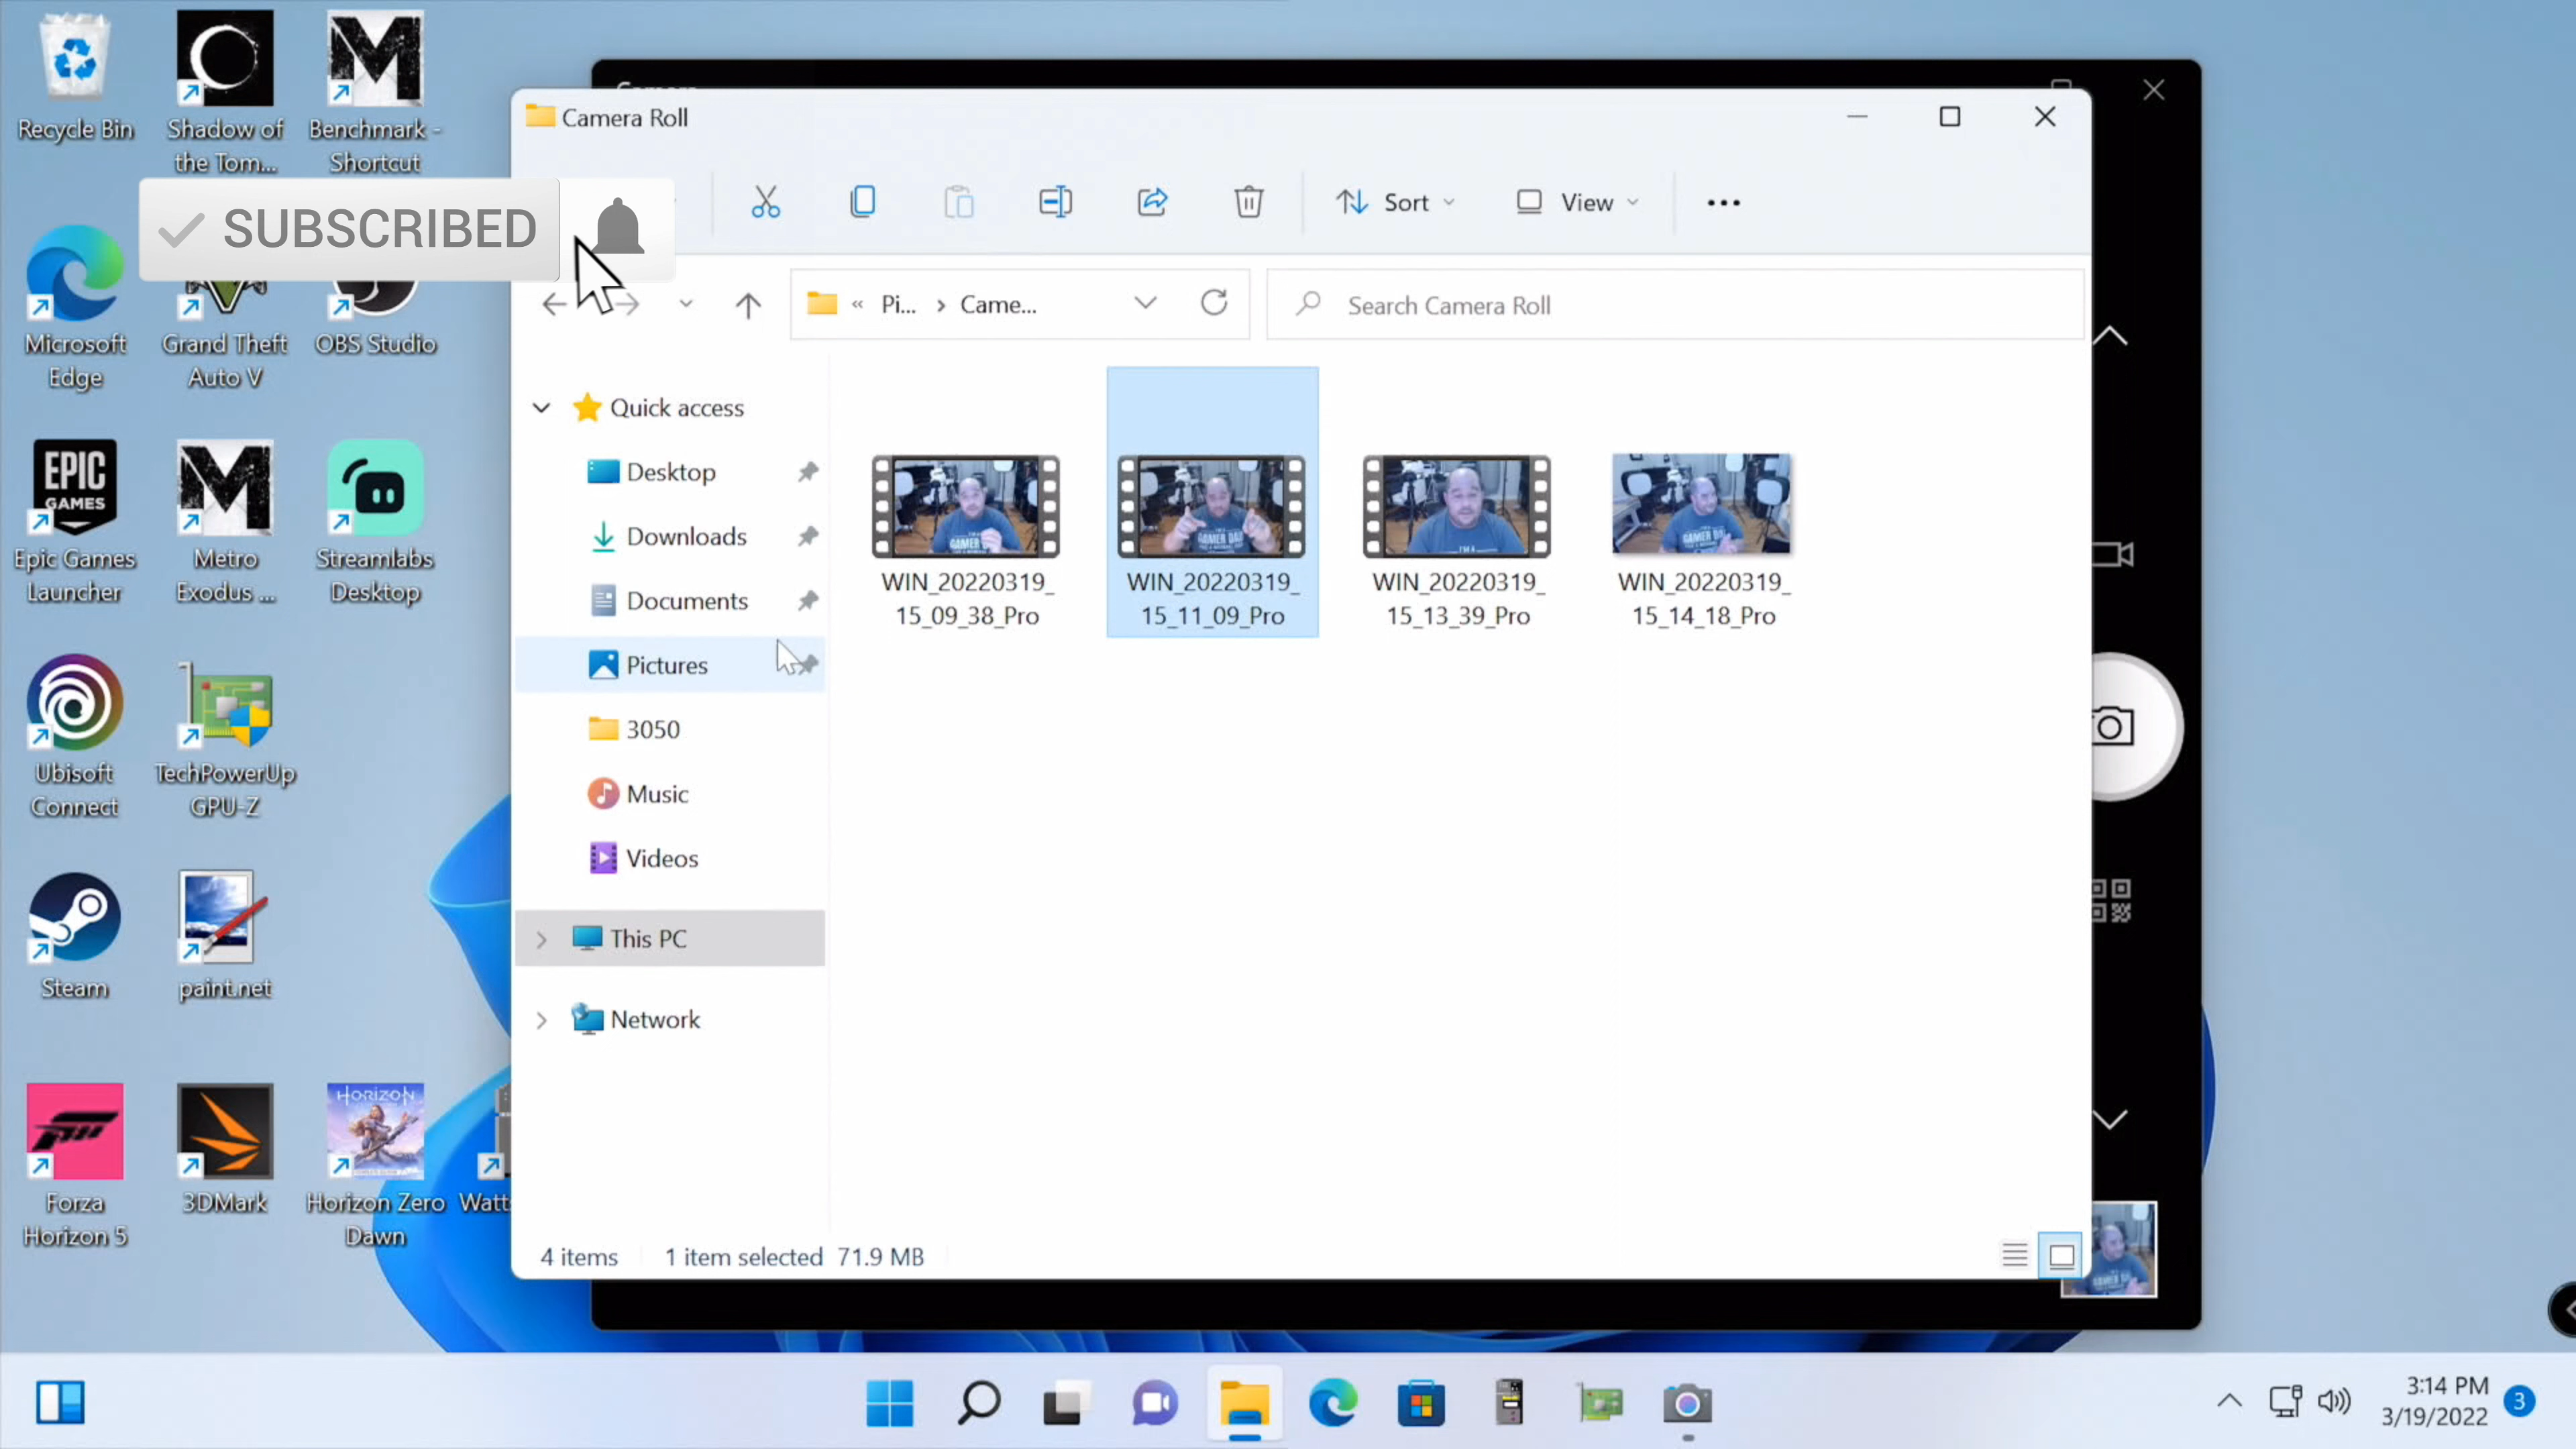 Recycle Bin
Shadow of
the Tom...
Benchmark -
Shortcut
SUBSCRIBED
Microsoft
Edge
Grand Theft
Auto V
OBS Studio
EPIC
GAMES
Epic Games
Launcher
Metro
Exodus ...
Streamlabs
Desktop
Ubisoft
Connect
TechPowerUp
GPU-Z
Steam
paint.net
Forza
Horizon 5
3DMark
HORIZON
Horizon Zero
Dawn
Watt
Camera Roll
Sort
View
Pi...
Came...
Search Camera Roll
Quick access
Desktop
Downloads
Documents
Pictures
3050
Music
Videos
This PC
Network
WIN_20220319_
15_09_38_Pro
WIN_20220319_
15_11_09_Pro
WIN_20220319_
15_13_39_Pro
WIN_20220319_
15_14_18_Pro
4 items
1 item selected 71.9 MB
3:14 PM
3/19/2022
3